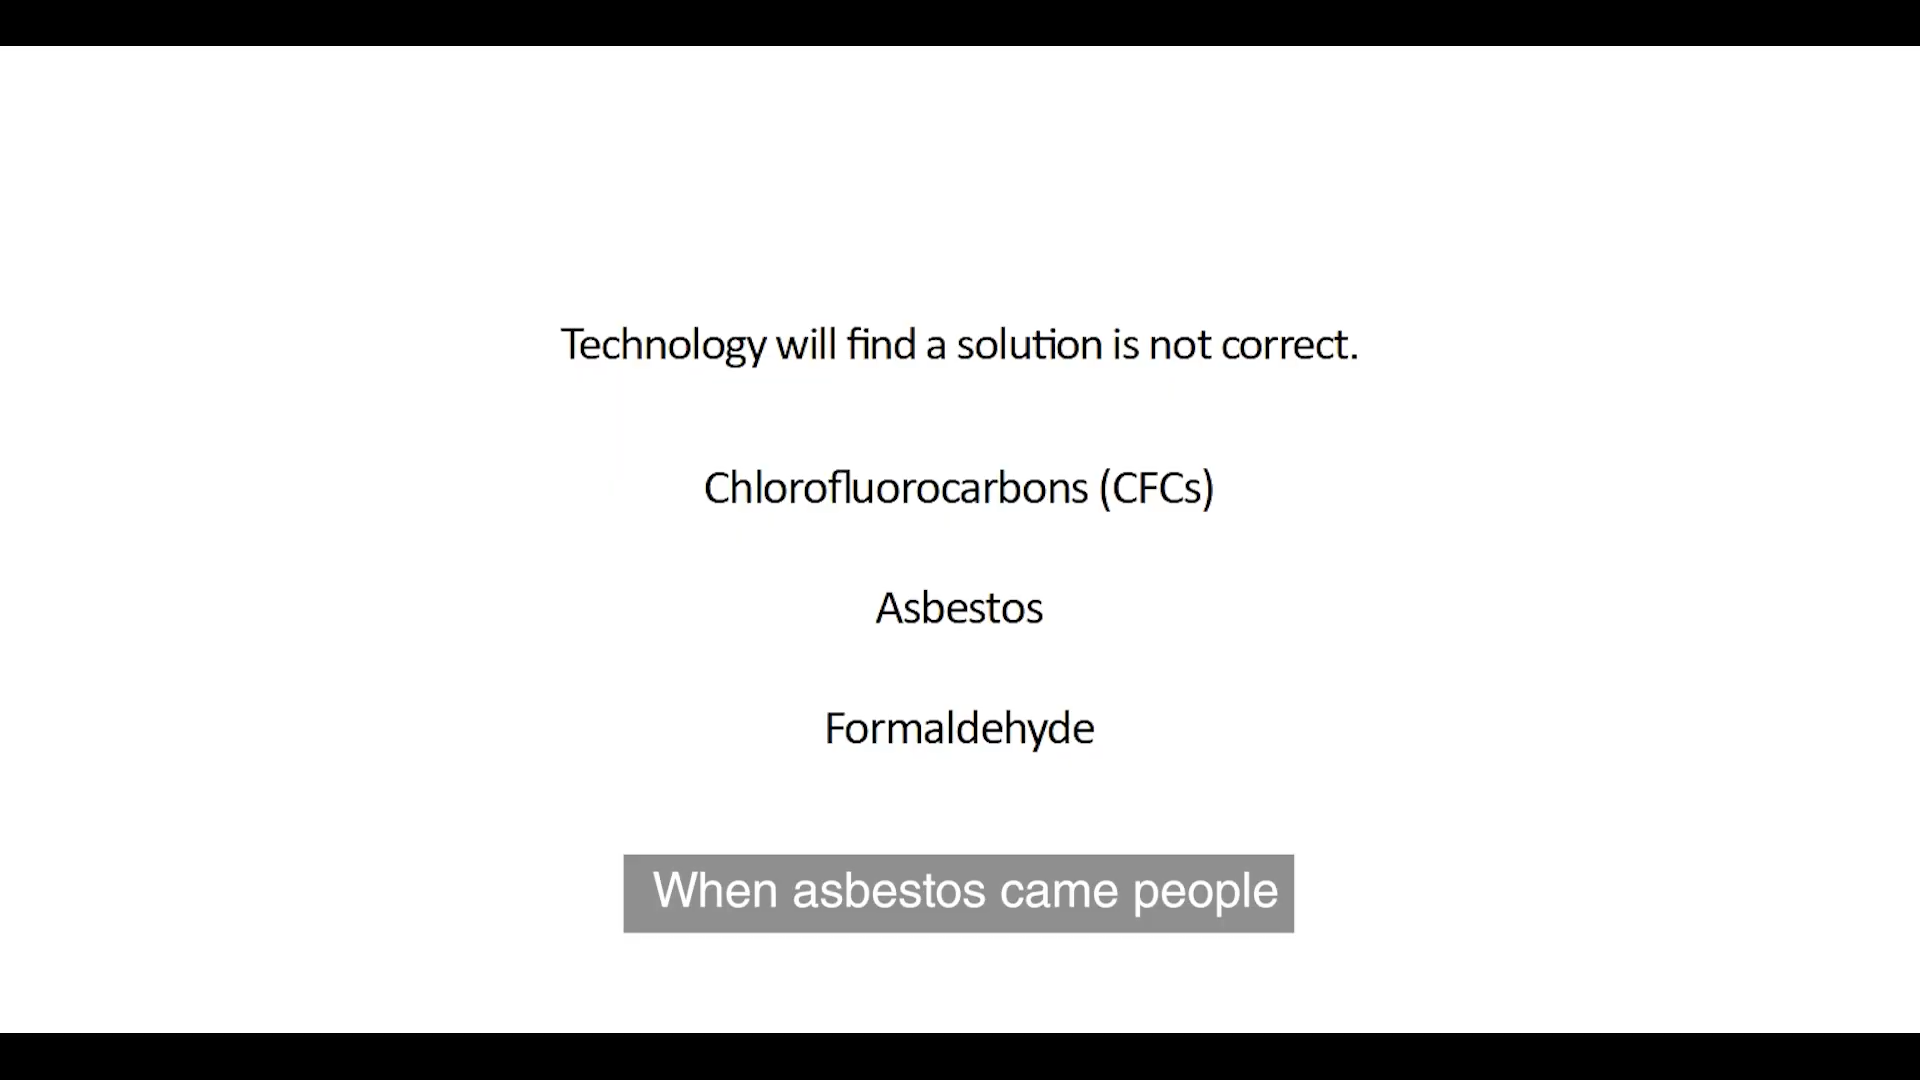 Technology will find a solution is not correct.
Chlorofluorocarbons (CFCs)
Asbestos
Formaldehyde
When asbestos came people